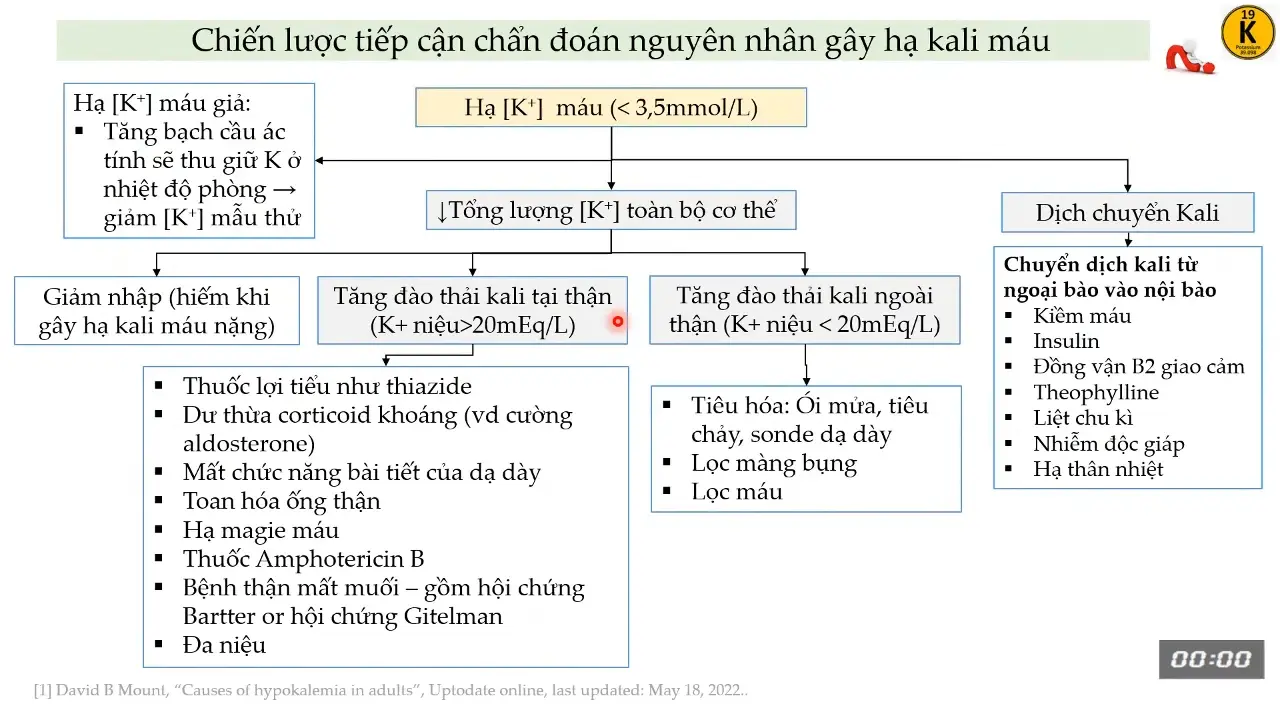 Chiến lược tiếp cận chẩn đoán nguyên nhân gây hạ kali máu
19
K
Potassium
39.098
Hạ [K⁺] máu giả:
▪ Tăng bạch cầu ác
tính sẽ thu giữ K ở
nhiệt độ phòng →
giảm [K⁺] mẫu thử
Hạ [K⁺] máu (< 3,5mmol/L)
↓Tổng lượng [K⁺] toàn bộ cơ thể
Dịch chuyển Kali
Giảm nhập (hiếm khi
gây hạ kali máu nặng)
Tăng đào thải kali tại thận
(K+ niệu>20mEq/L)
Tăng đào thải kali ngoài
thận (K+ niệu < 20mEq/L)
Chuyển dịch kali từ
ngoại bào vào nội bào
▪ Kiềm máu
▪ Insulin
▪ Đồng vận B2 giao cảm
▪ Theophylline
▪ Liệt chu kì
▪ Nhiễm độc giáp
▪ Hạ thân nhiệt
▪ Thuốc lợi tiểu như thiazide
▪ Dư thừa corticoid khoáng (vd cường
aldosterone)
▪ Mất chức năng bài tiết của dạ dày
▪ Toan hóa ống thận
▪ Hạ magie máu
▪ Thuốc Amphotericin B
▪ Bệnh thận mất muối – gồm hội chứng
Bartter or hội chứng Gitelman
▪ Đa niệu
▪ Tiêu hóa: Ói mửa, tiêu
chảy, sonde dạ dày
▪ Lọc màng bụng
▪ Lọc máu
00:00
[1] David B Mount, “Causes of hypokalemia in adults”, Uptodate online, last updated: May 18, 2022..